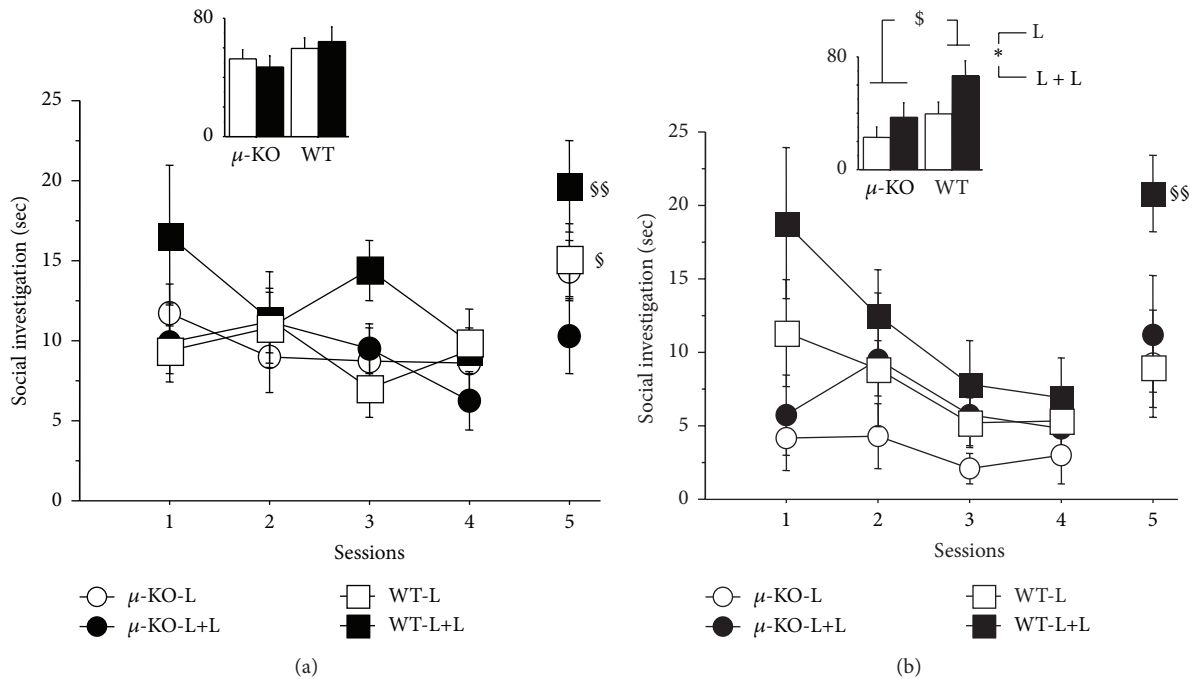 80
0
μ-KO WT
25
20
15
10
5
0
Social investigation (sec)
§§
§
1 2 3 4 5
Sessions
μ-KO-L
μ-KO-L+L
WT-L
WT-L+L
(a)
$
L
*
L + L
80
0
μ-KO WT
25
20
15
10
5
0
Social investigation (sec)
§§
1 2 3 4 5
Sessions
μ-KO-L
μ-KO-L+L
WT-L
WT-L+L
(b)